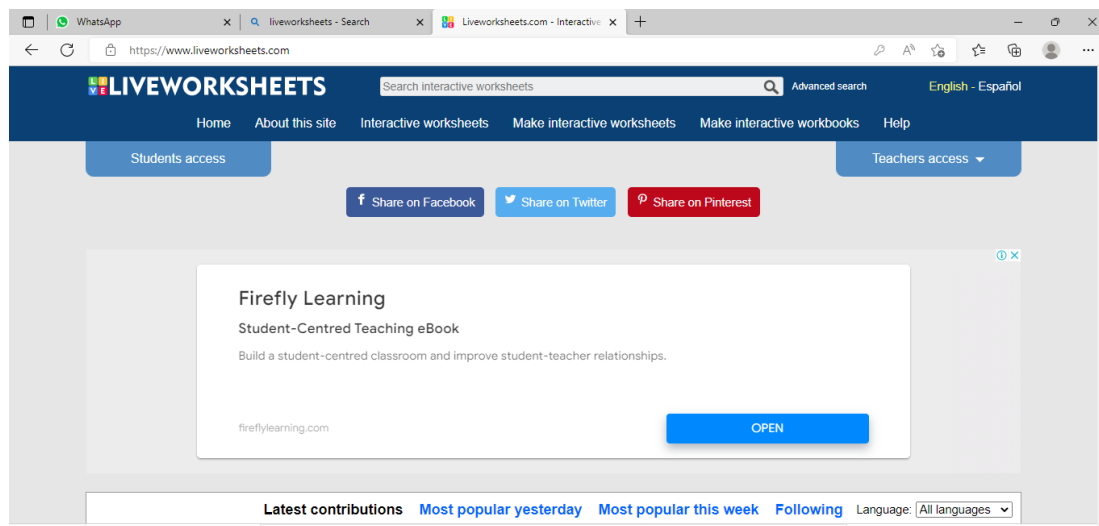 WhatsApp liveworksheets - Search Liveworksheets.com - Interactive
https://www.liveworksheets.com
LIVEWORKSHEETS Search interactive worksheets Advanced search English - Español
Home About this site Interactive worksheets Make interactive worksheets Make interactive workbooks Help
Students access Teachers access
Share on Facebook Share on Twitter Share on Pinterest
Firefly Learning
Student-Centred Teaching eBook
Build a student-centred classroom and improve student-teacher relationships.
fireflylearning.com OPEN
Latest contributions Most popular yesterday Most popular this week Following Language: All languages